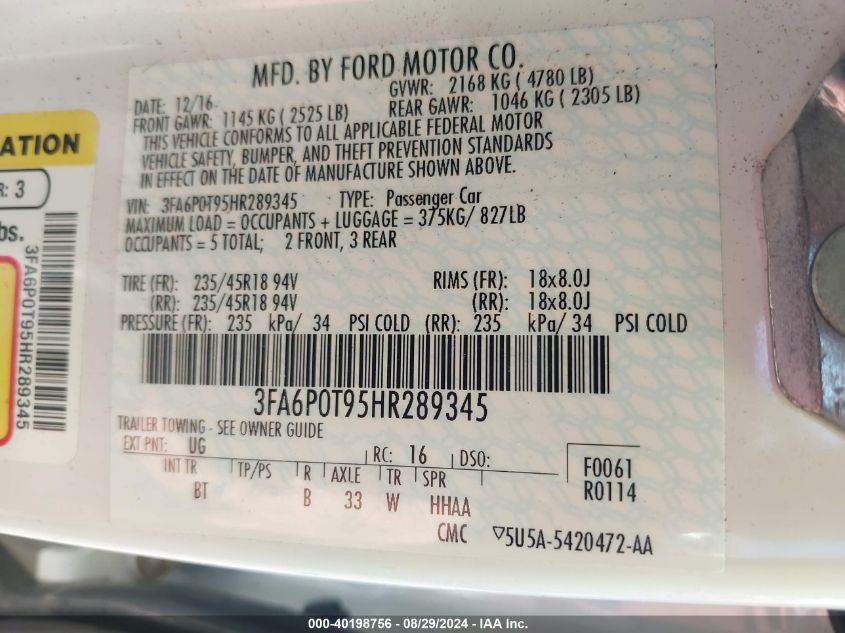 MFD. BY FORD MOTOR CO.
DATE: 12/16 GVWR: 2168 KG ( 4780 LB)
FRONT GAWR: 1145 KG ( 2525 LB) REAR GAWR: 1046 KG ( 2305 LB)
THIS VEHICLE CONFORMS TO ALL APPLICABLE FEDERAL MOTOR
VEHICLE SAFETY, BUMPER, AND THEFT PREVENTION STANDARDS
IN EFFECT ON THE DATE OF MANUFACTURE SHOWN ABOVE.
VIN: 3FA6P0T95HR289345 TYPE: Passenger Car
MAXIMUM LOAD = OCCUPANTS + LUGGAGE = 375KG/ 827LB
OCCUPANTS = 5 TOTAL; 2 FRONT, 3 REAR
TIRE (FR): 235/45R18 94V RIMS (FR): 18x8.0J
(RR): 235/45R18 94V (RR): 18x8.0J
PRESSURE (FR): 235 kPa/ 34 PSI COLD (RR): 235 kPa/ 34 PSI COLD
3FA6P0T95HR289345
TRAILER TOWING - SEE OWNER GUIDE
EXT PNT: UG RC: 16 DSO:
INT TR TP/PS R AXLE TR SPR
BT B 33 W HHAA
F0061
R0114
CMC ▽5U5A-5420472-AA
ATION
R: 3
bs.
3FA6P0T95HR289345
000-40198756 - 08/29/2024 - IAA Inc.